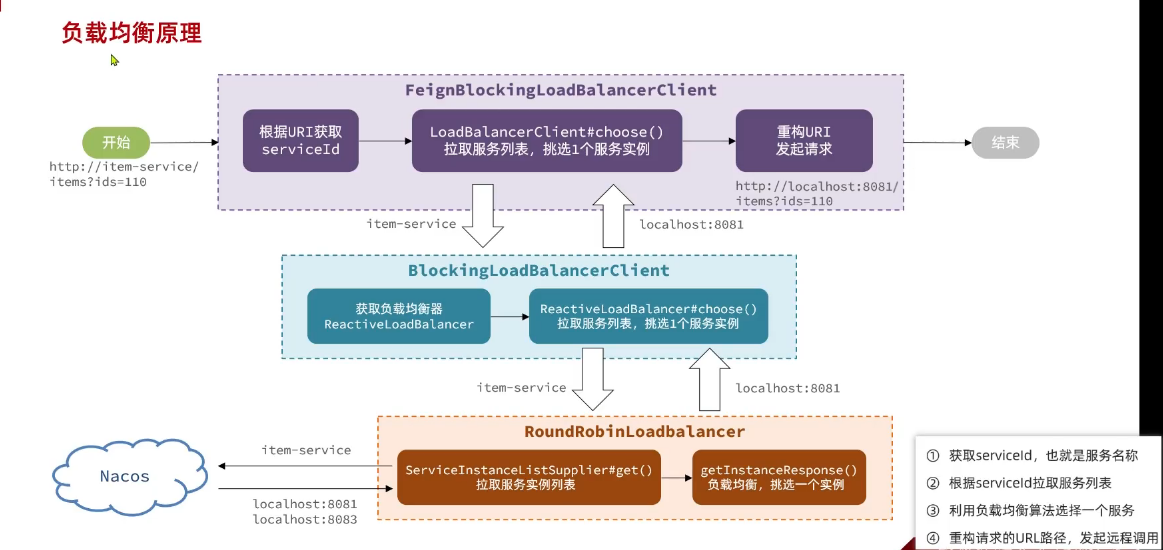 负载均衡原理
FeignBlockingLoadBalancerClient
开始
http://item-service/
items?ids=110
根据URI获取
serviceId
LoadBalancerClient#choose()
拉取服务列表，挑选1个服务实例
重构URI
发起请求
http://localhost:8081/
items?ids=110
结束
item-service
localhost:8081
BlockingLoadBalancerClient
获取负载均衡器
ReactiveLoadBalancer
ReactiveLoadBalancer#choose()
拉取服务列表，挑选1个服务实例
item-service
localhost:8081
RoundRobinLoadbalancer
Nacos
item-service
localhost:8081
localhost:8083
ServiceInstanceListSupplier#get()
拉取服务实例列表
getInstanceResponse()
负载均衡，挑选一个实例
① 获取serviceId，也就是服务名称
② 根据serviceId拉取服务列表
③ 利用负载均衡算法选择一个服务
④ 重构请求的URL路径，发起远程调用